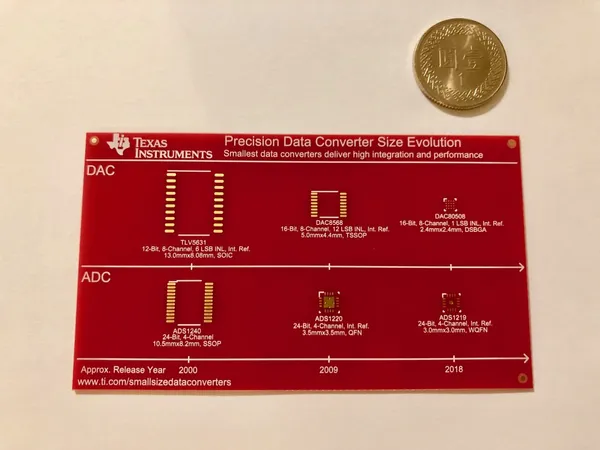 圓 壹
1
TEXAS INSTRUMENTS
Precision Data Converter Size Evolution
Smallest data converters deliver high integration and performance
DAC
TLV5631
12-Bit, 8-Channel, 6 LSB INL, Int. Ref.
13.0mmx8.08mm, SOIC
DAC8568
16-Bit, 8-Channel, 12 LSB INL, Int. Ref.
5.0mmx4.4mm, TSSOP
DAC80508
16-Bit, 8-Channel, 1 LSB INL, Int. Ref.
2.4mmx2.4mm, DSBGA
ADC
ADS1240
24-Bit, 4-Channel
10.5mmx8.2mm, SSOP
ADS1220
24-Bit, 4-Channel, Int. Ref.
3.5mmx3.5mm, QFN
ADS1219
24-Bit, 4-Channel, Int. Ref.
3.0mmx3.0mm, WQFN
Approx. Release Year
2000
2009
2018
www.ti.com/smallsizedataconverters